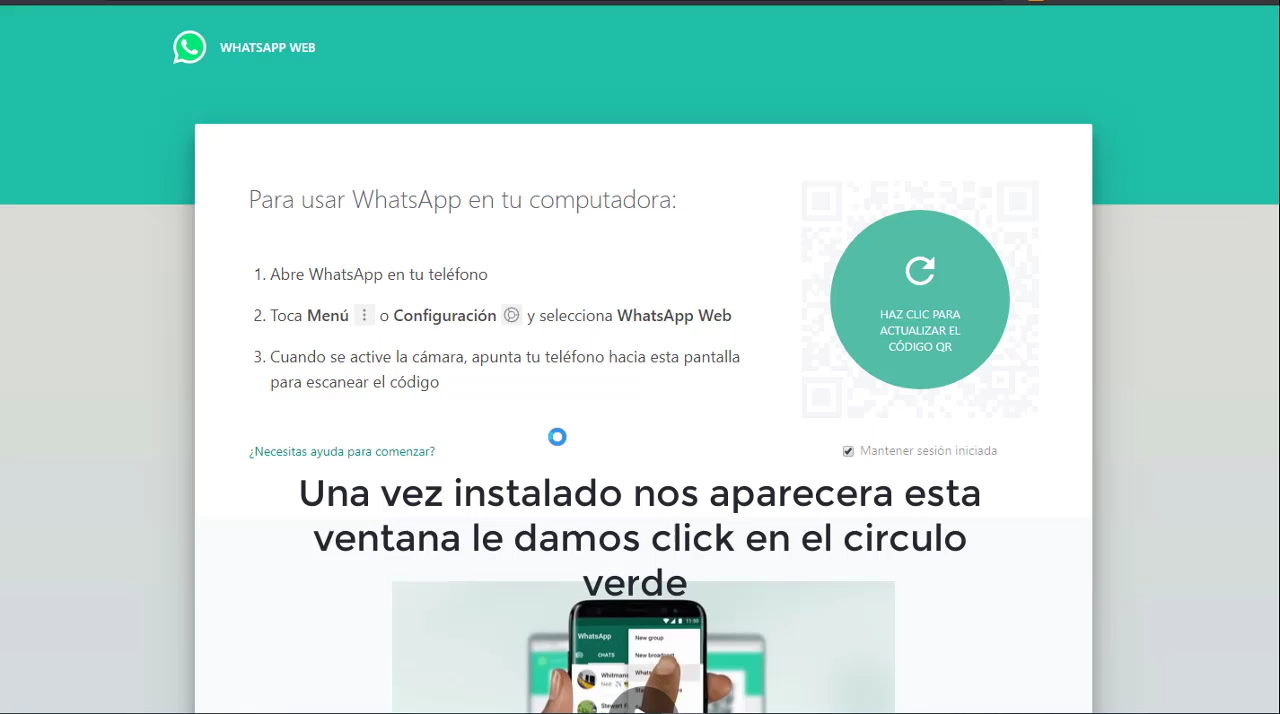 WHATSAPP WEB
Para usar WhatsApp en tu computadora:
1. Abre WhatsApp en tu teléfono
2. Toca Menú o Configuración y selecciona WhatsApp Web
3. Cuando se active la cámara, apunta tu teléfono hacia esta pantalla
para escanear el código
HAZ CLIC PARA
ACTUALIZAR EL
CÓDIGO QR
¿Necesitas ayuda para comenzar?
Mantener sesión iniciada
Una vez instalado nos aparecera esta
ventana le damos click en el circulo
verde
WhatsApp
New group
CHATS
New broadcast